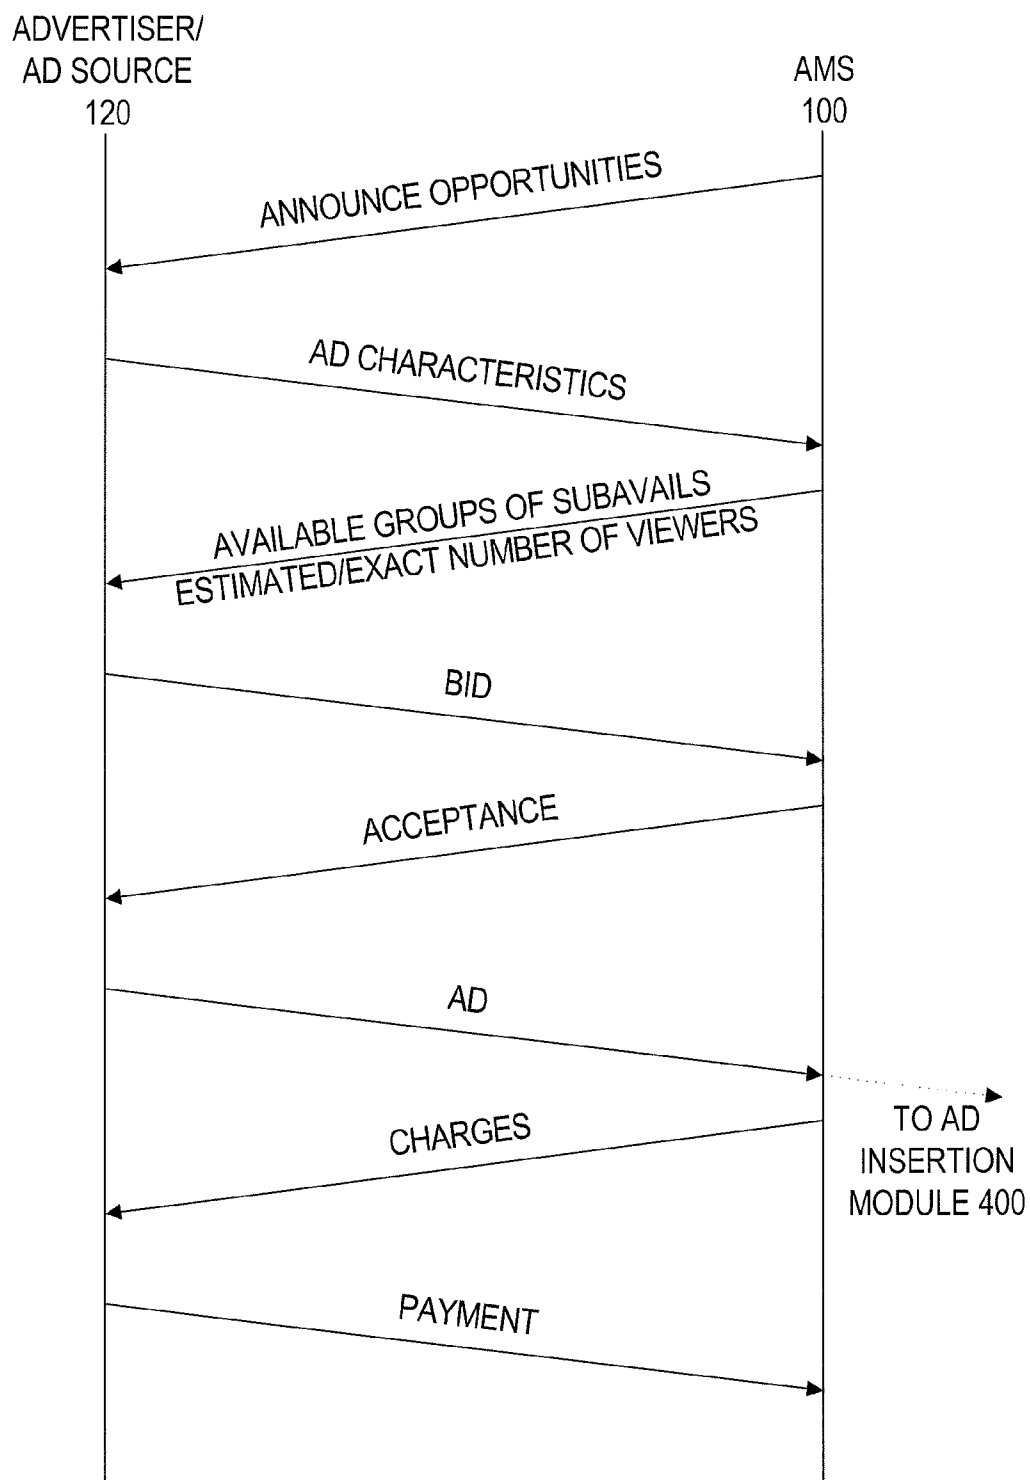 ADVERTISER/
AD SOURCE
120
AMS
100
ANNOUNCE OPPORTUNITIES
AD CHARACTERISTICS
AVAILABLE GROUPS OF SUBAVAILS
ESTIMATED/EXACT NUMBER OF VIEWERS
BID
ACCEPTANCE
AD
TO AD
INSERTION
MODULE 400
CHARGES
PAYMENT